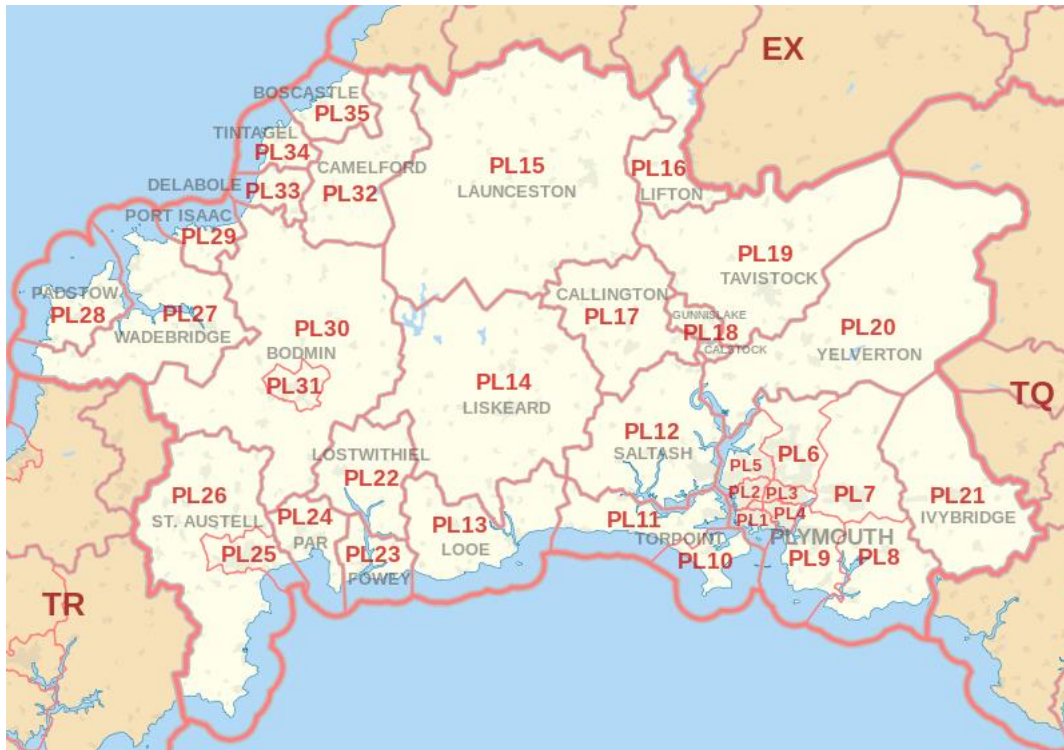 EX
BOSCASTLE
PL35
TINTAGEL
PL34
CAMELFORD
PL32
PL15
LAUNCESTON
PL16
LIFTON
DELABOLE
PL33
PORT ISAAC
PL29
PL19
TAVISTOCK
PADSTOW
PL28
PL27
WADEBRIDGE
CALLINGTON
PL17
GUNNISLAKE
PL18
CALSTOCK
PL20
YELVERTON
PL30
BODMIN
PL31
PL14
LISKEARD
TQ
PL12
SALTASH
PL6
PL5
LOSTWITHIEL
PL22
PL26
ST. AUSTELL
PL2
PL3
PL7
PL21
IVYBRIDGE
PL24
PAR
PL13
LOOE
PL11
TORPOINT
PL1
PL4
PLYMOUTH
PL25
PL23
FOWEY
PL10
PL9
PL8
TR